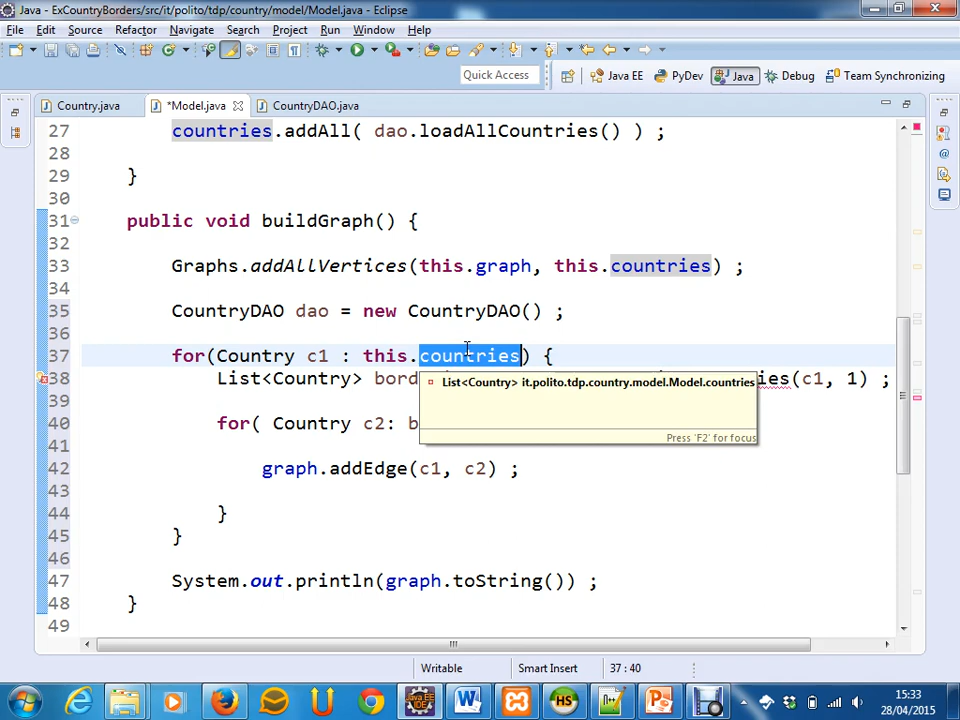 Java - ExCountryBorders/src/it/polito/tdp/country/model/Model.java - Eclipse
File Edit Source Refactor Navigate Search Project Run Window Help
Quick Access Java EE PyDev Java Debug Team Synchronizing
Country.java *Model.java CountryDAO.java
27 countries.addAll( dao.loadAllCountries() ) ;
28
29 }
30
31 public void buildGraph() {
32
33 Graphs.addAllVertices(this.graph, this.countries) ;
34
35 CountryDAO dao = new CountryDAO() ;
36
37 for(Country c1 : this.countries) {
38 List<Country> bord ies(c1, 1) ;
List<Country> it.polito.tdp.country.model.Model.countries
39
40 for( Country c2: b
Press 'F2' for focus
41
42 graph.addEdge(c1, c2) ;
43
44 }
45 }
46
47 System.out.println(graph.toString()) ;
48 }
49
Writable Smart Insert 37 : 40
15:33
28/04/2015